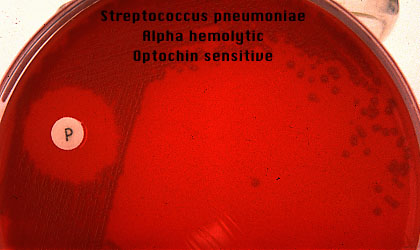 Streptococcus pneumoniae
Alpha hemolytic
Optochin sensitive
P